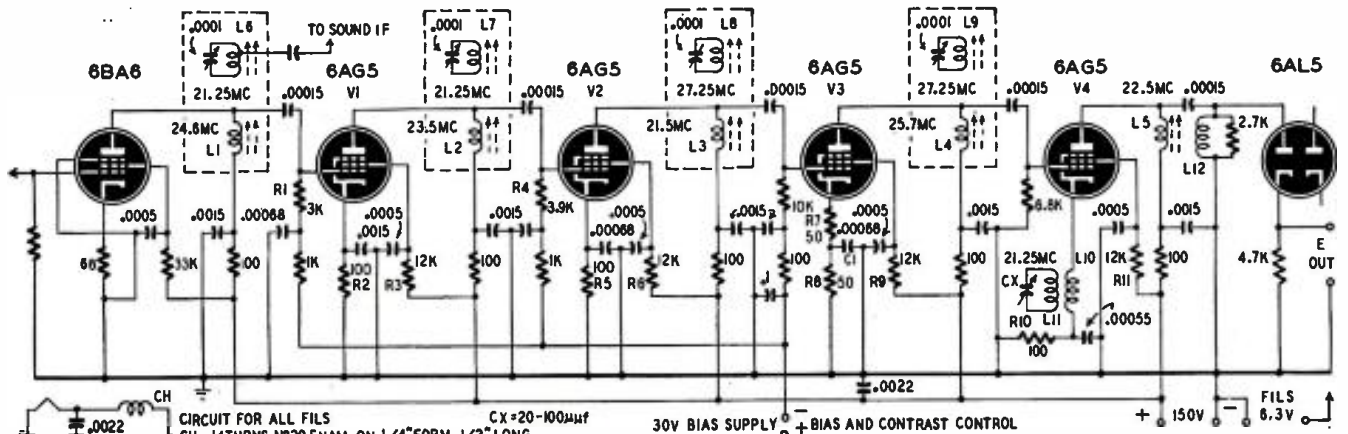 .0001 L6
TO SOUND IF
.0001 L7
.0001 L8
.0001 L9
6BA6
6AG5
6AG5
6AG5
6AG5
6AL5
V1
V2
V3
V4
21.25MC
.00015
21.25MC
.00015
27.25MC
.00015
27.25MC
.00015
22.5MC
.00015
24.6MC
L1
23.5MC
L2
21.5MC
L3
25.7MC
L4
L5
2.7K
L12
R1
3K
R4
3.9K
10K
R7
50
6.8K
.0005
.0015
.00068
.0005
.0015
.0015
.0005
.00068
.0015
.0005
.00068
C1
.0015
.0005
.0015
68
33K
100
1K
100
R2
R3
12K
100
1K
100
R5
R6
12K
100
.1
100
R8
50
R9
12K
100
21.25MC
CX
L10
L11
R10
100
12K
R11
.00055
100
4.7K
E
OUT
.0022
CH
.0022
CIRCUIT FOR ALL FILS
CX=20-100μμf
30V BIAS SUPPLY
-
+ BIAS AND CONTRAST CONTROL
+
150V
-
FILS
6.3V